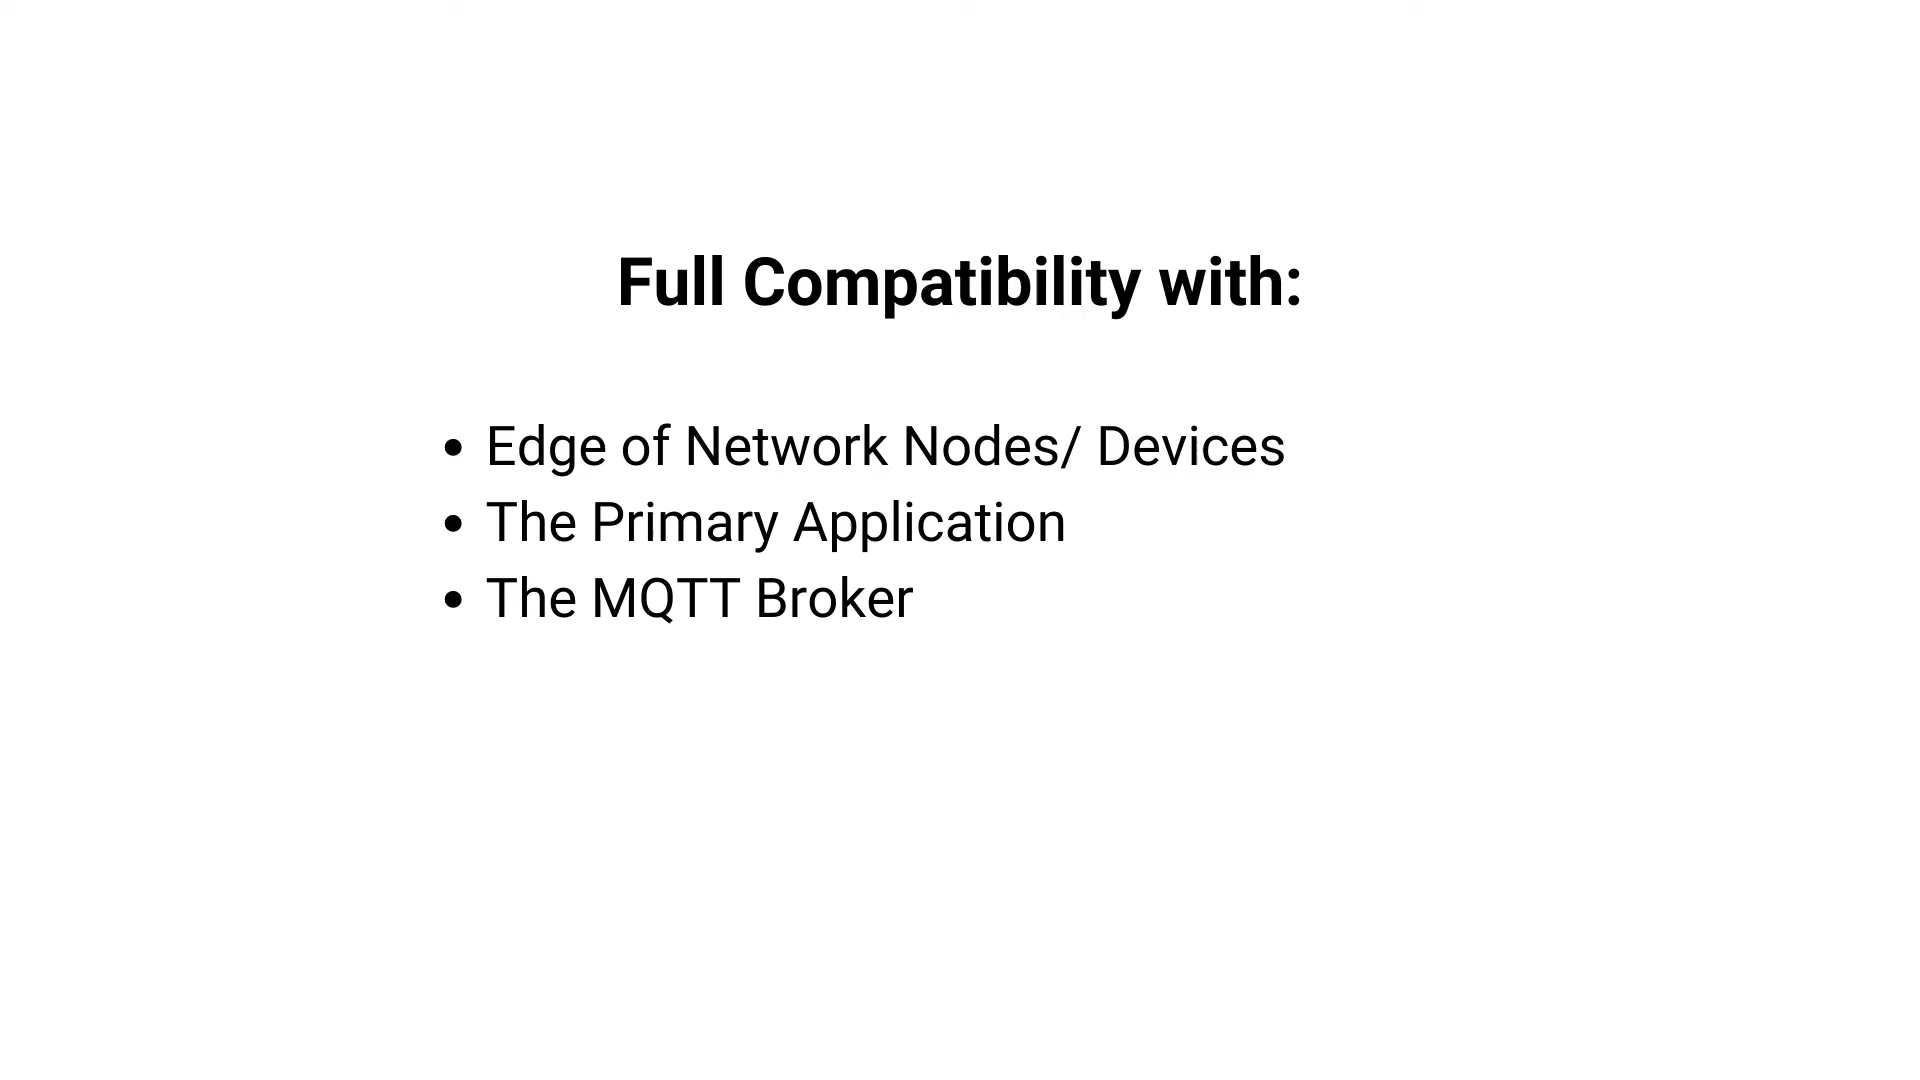 Full Compatibility with:
• Edge of Network Nodes/ Devices
• The Primary Application
• The MQTT Broker